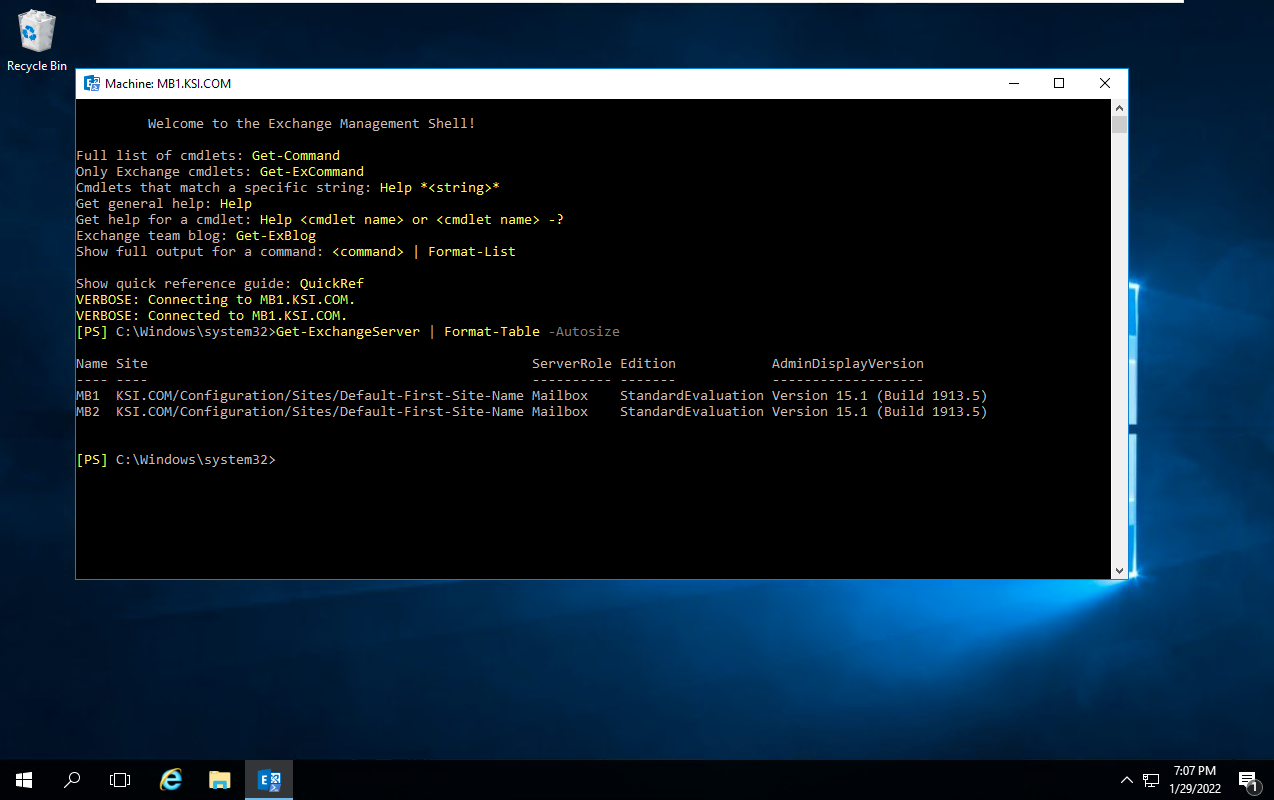 Recycle Bin
Machine: MB1.KSI.COM
Welcome to the Exchange Management Shell!
Full list of cmdlets: Get-Command
Only Exchange cmdlets: Get-ExCommand
Cmdlets that match a specific string: Help *<string>*
Get general help: Help
Get help for a cmdlet: Help <cmdlet name> or <cmdlet name> -?
Exchange team blog: Get-ExBlog
Show full output for a command: <command> | Format-List
Show quick reference guide: QuickRef
VERBOSE: Connecting to MB1.KSI.COM.
VERBOSE: Connected to MB1.KSI.COM.
[PS] C:\Windows\system32>Get-ExchangeServer | Format-Table -Autosize
Name Site ServerRole Edition AdminDisplayVersion
---- ---- ---------- ------- -------------------
MB1 KSI.COM/Configuration/Sites/Default-First-Site-Name Mailbox StandardEvaluation Version 15.1 (Build 1913.5)
MB2 KSI.COM/Configuration/Sites/Default-First-Site-Name Mailbox StandardEvaluation Version 15.1 (Build 1913.5)
[PS] C:\Windows\system32>
7:07 PM
1/29/2022
1